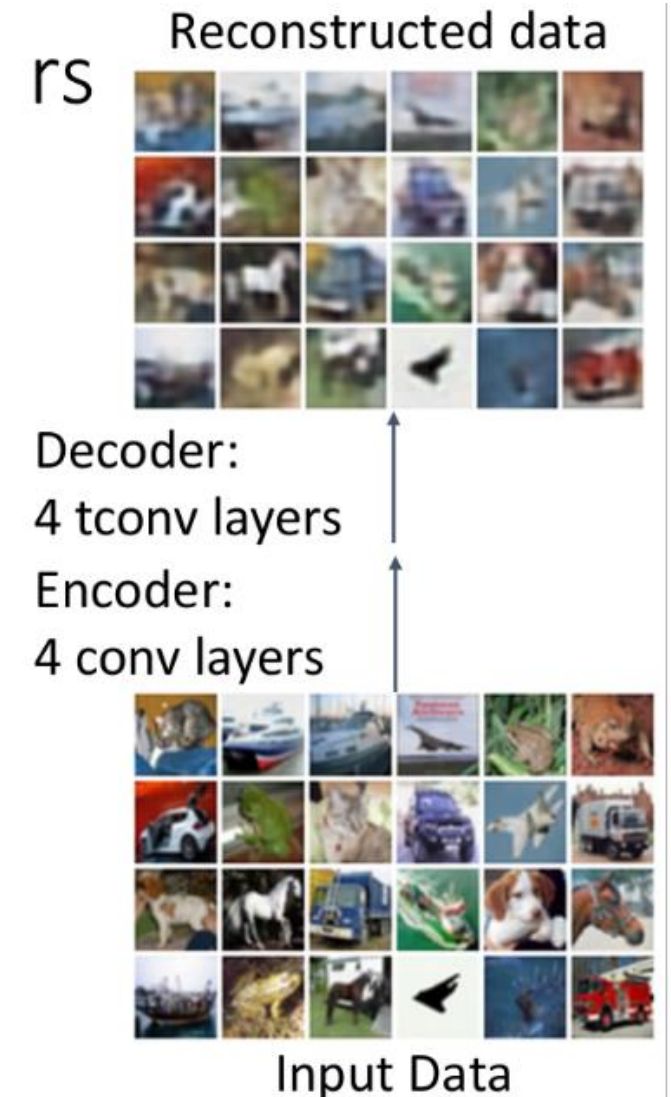 Reconstructed data
rs
Decoder:
4 tconv layers
Encoder:
4 conv layers
Input Data